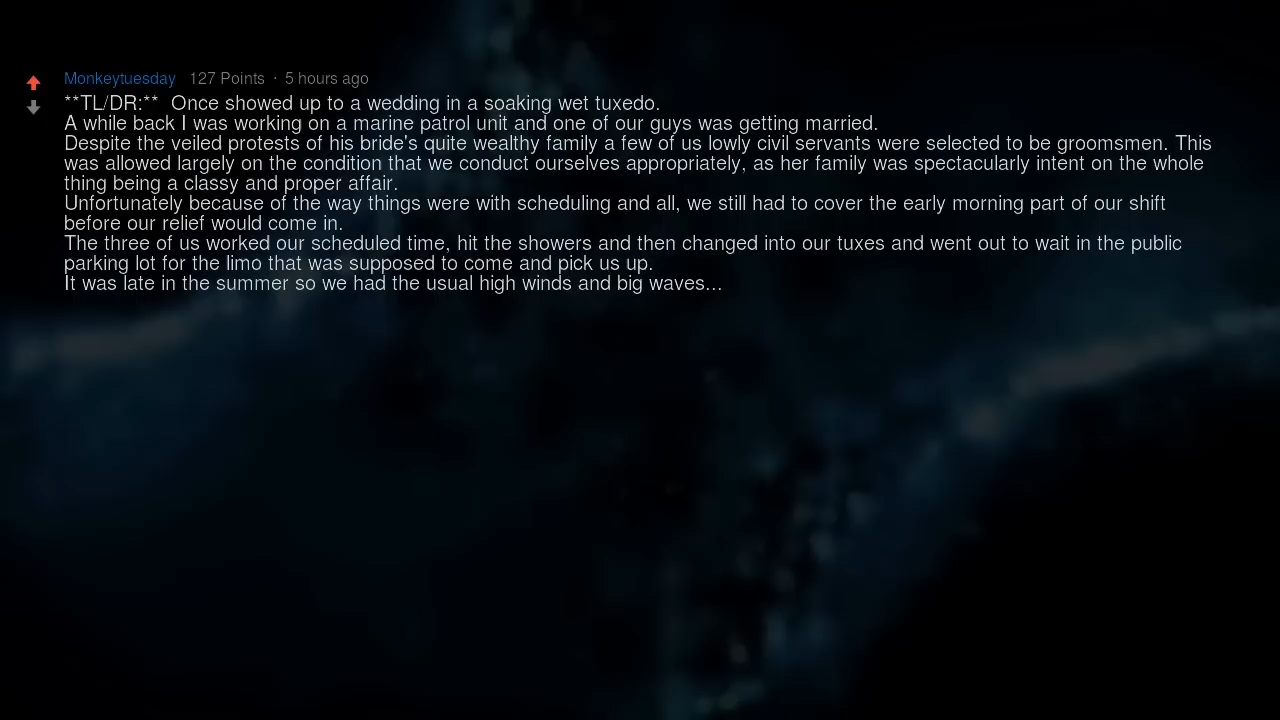 Monkeytuesday 127 Points · 5 hours ago
**TL/DR:** Once showed up to a wedding in a soaking wet tuxedo.
A while back I was working on a marine patrol unit and one of our guys was getting married.
Despite the veiled protests of his bride's quite wealthy family a few of us lowly civil servants were selected to be groomsmen. This
was allowed largely on the condition that we conduct ourselves appropriately, as her family was spectacularly intent on the whole
thing being a classy and proper affair.
Unfortunately because of the way things were with scheduling and all, we still had to cover the early morning part of our shift
before our relief would come in.
The three of us worked our scheduled time, hit the showers and then changed into our tuxes and went out to wait in the public
parking lot for the limo that was supposed to come and pick us up.
It was late in the summer so we had the usual high winds and big waves...